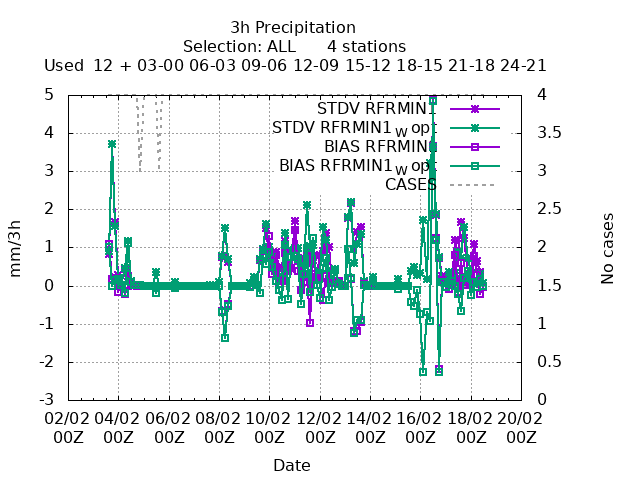 3h Precipitation
Selection: ALL 4 stations
Used 12 + 03-00 06-03 09-06 12-09 15-12 18-15 21-18 24-21
STDV RFRMIN1
STDV RFRMIN1_w op
BIAS RFRMIN
BIAS RFRMIN1_w op
CASES
5
4
3
2
1
0
-1
-2
-3
4
3.5
3
2.5
2
1.5
1
0.5
0
mm/3h
No cases
02/02 04/02 06/02 08/02 10/02 12/02 14/02 16/02 18/02 20/02
00Z 00Z 00Z 00Z 00Z 00Z 00Z 00Z 00Z 00Z
Date